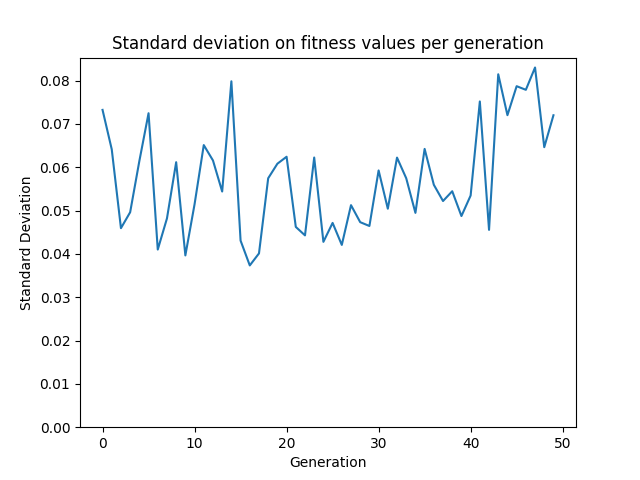 Standard deviation on fitness values per generation
0.08
0.07
0.06
0.05
0.04
0.03
0.02
0.01
0.00
Standard Deviation
0 10 20 30 40 50
Generation